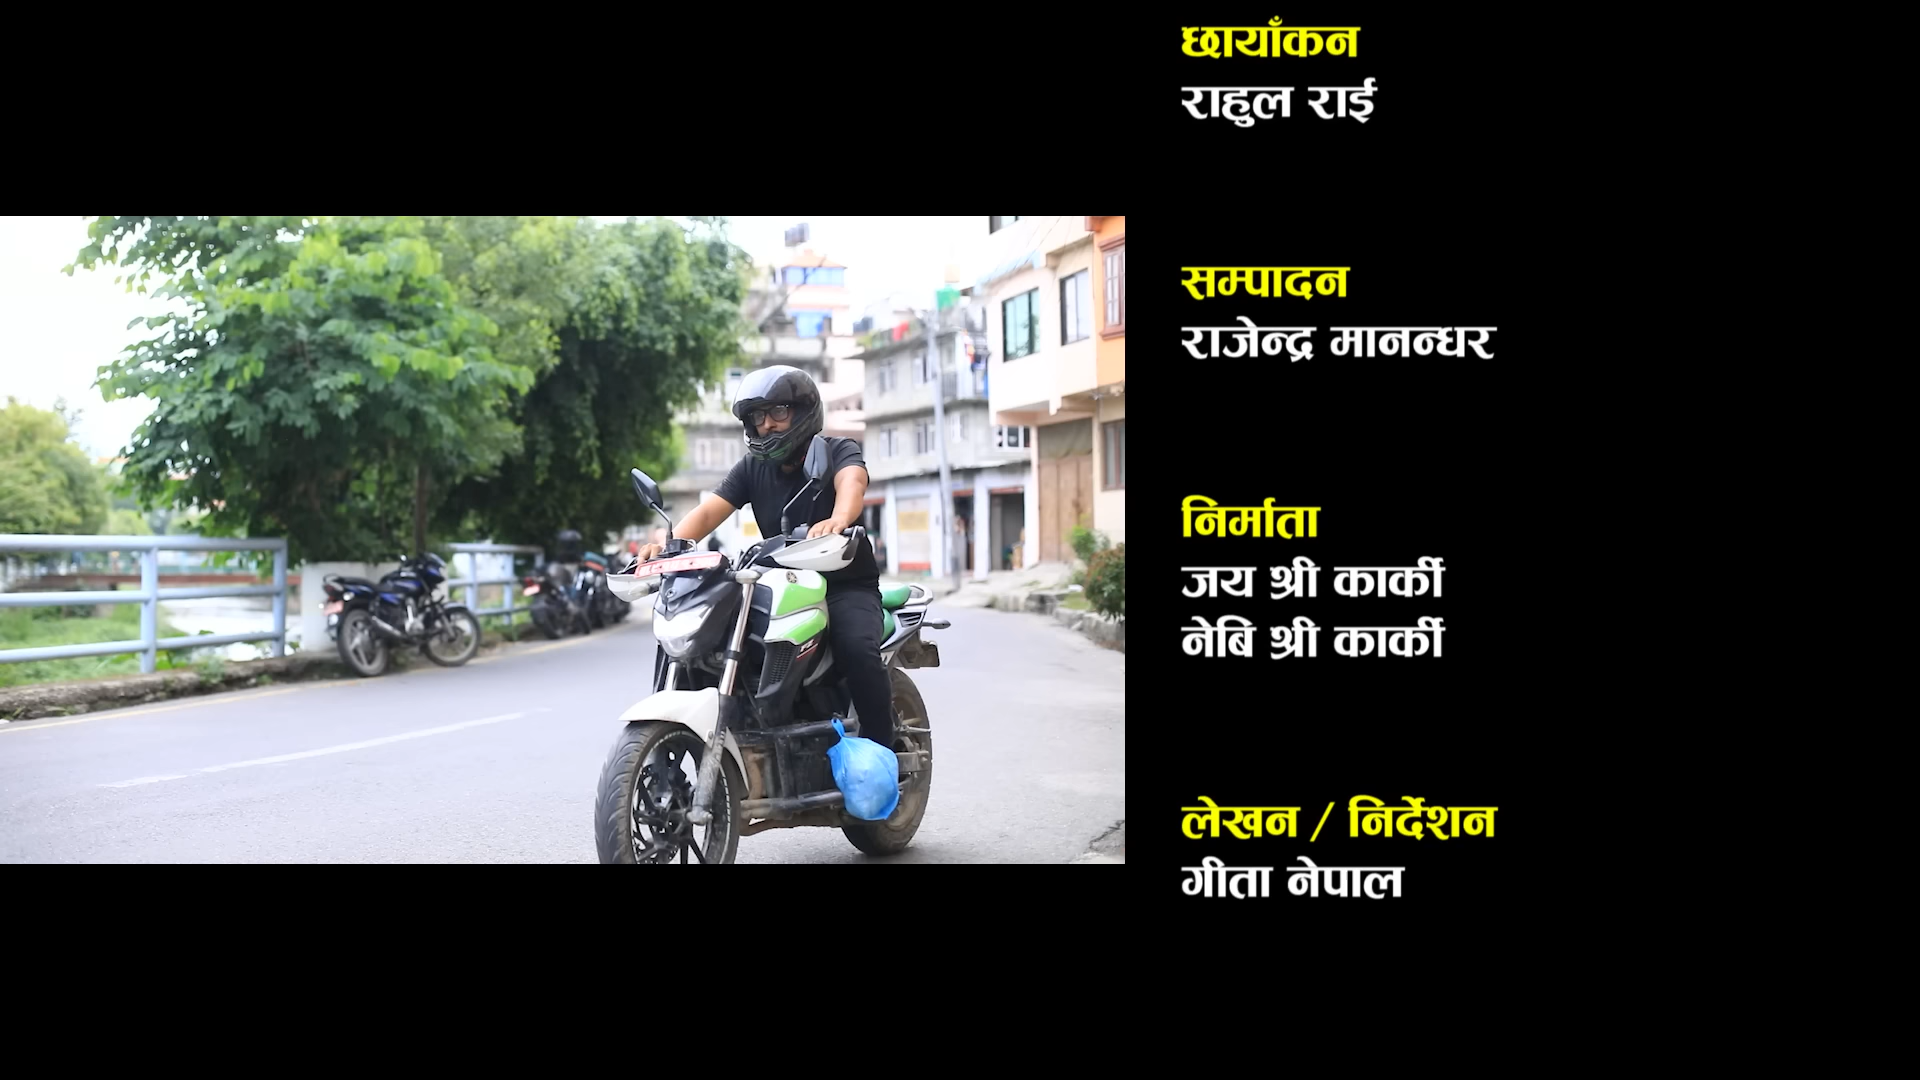 छायाँकन
राहुल राई
सम्पादन
राजेन्द्र मानन्धर
निर्माता
जय श्री कार्की
नेबि श्री कार्की
लेखन / निर्देशन
गीता नेपाल